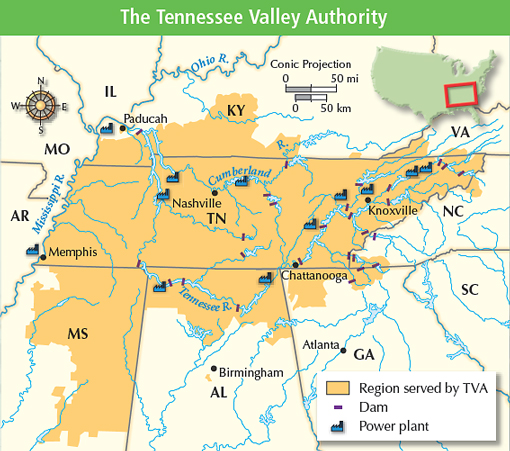 The Tennessee Valley Authority
Ohio R.
Conic Projection
0 50 mi
0 50 km
N
W E
S
IL
KY
VA
Paducah
MO
R.
Cumberland
Mississippi R.
AR
Nashville
TN
Knoxville
NC
Memphis
Chattanooga
SC
Tennessee R.
MS
Atlanta
GA
Birmingham
AL
Region served by TVA
Dam
Power plant